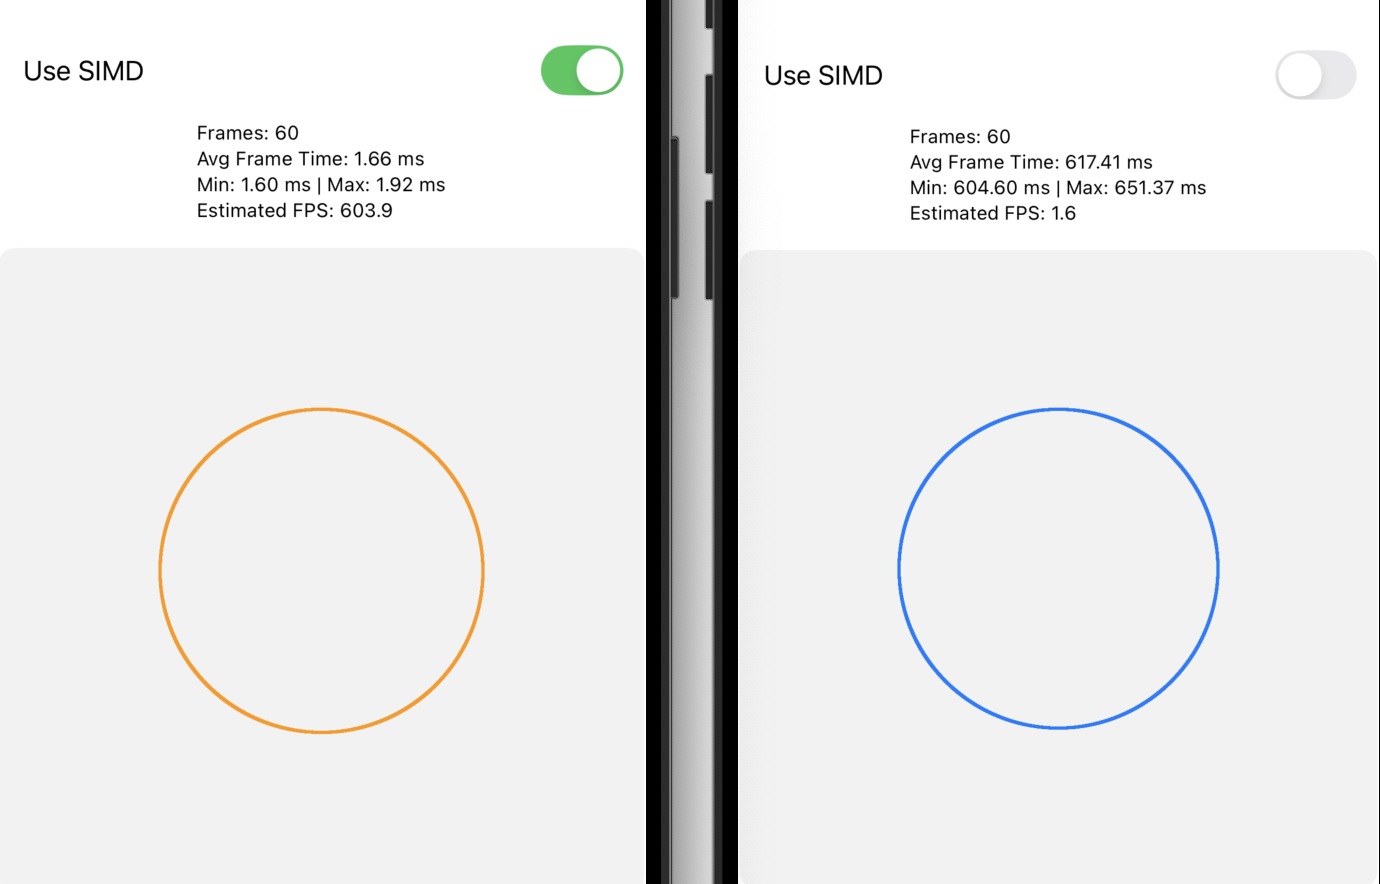 Use SIMD
Frames: 60
Avg Frame Time: 1.66 ms
Min: 1.60 ms | Max: 1.92 ms
Estimated FPS: 603.9
Use SIMD
Frames: 60
Avg Frame Time: 617.41 ms
Min: 604.60 ms | Max: 651.37 ms
Estimated FPS: 1.6